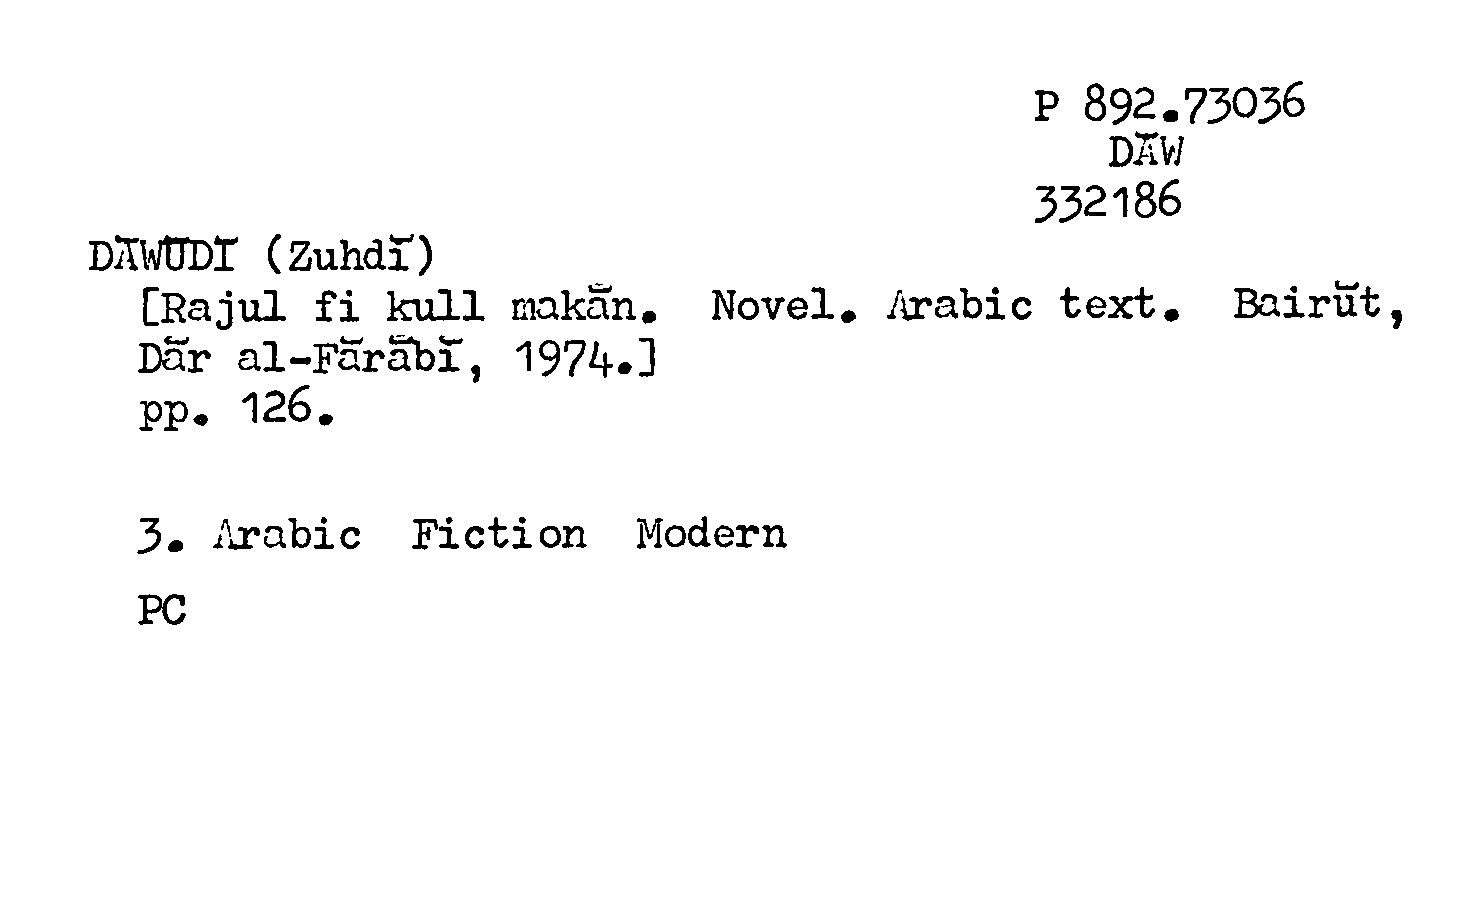 P 892.73036
DĀW
332186
DĀWŪDĪ (Zuhdī)
[Rajul fi kull makān. Novel. Arabic text. Bairūt,
Dār al-Fārābī, 1974.]
pp. 126.
3. Arabic Fiction Modern
PC